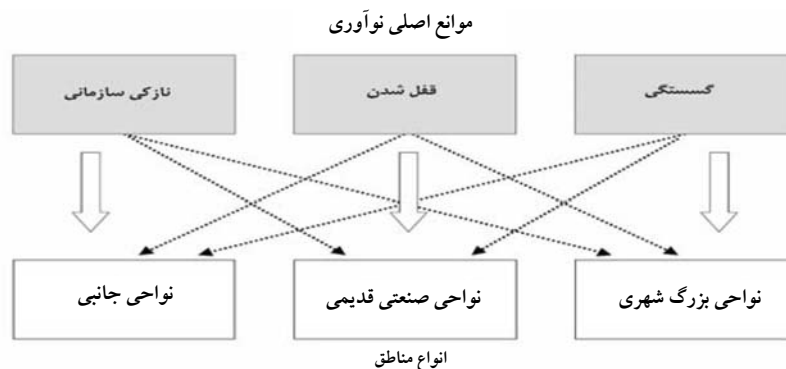 موانع اصلی نوآوری
گسستگی
قفل شدن
نازکی سازمانی
نواحی بزرگ شهری
نواحی صنعتی قدیمی
نواحی جانبی
انواع مناطق